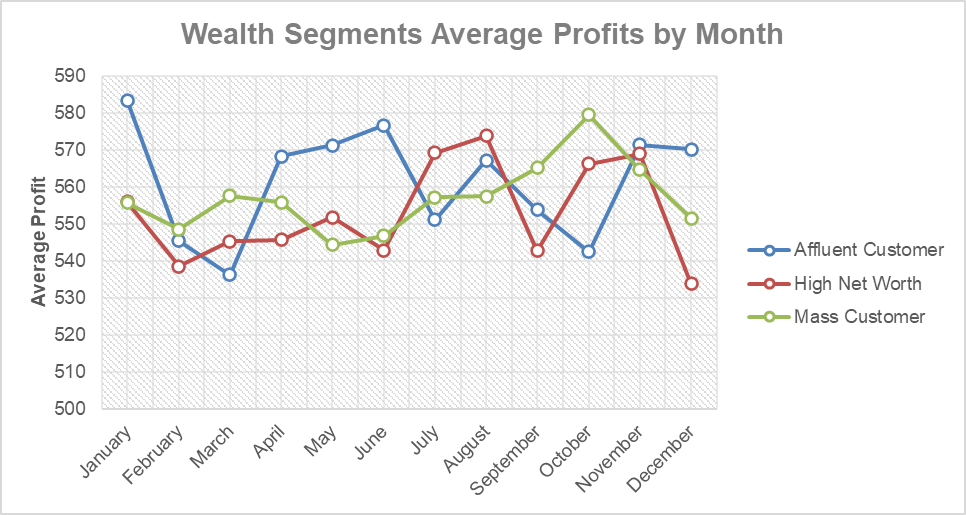 Wealth Segments Average Profits by Month
Average Profit
590
580
570
560
550
540
530
520
510
500
January
February
March
April
May
June
July
August
September
October
November
December
Affluent Customer
High Net Worth
Mass Customer